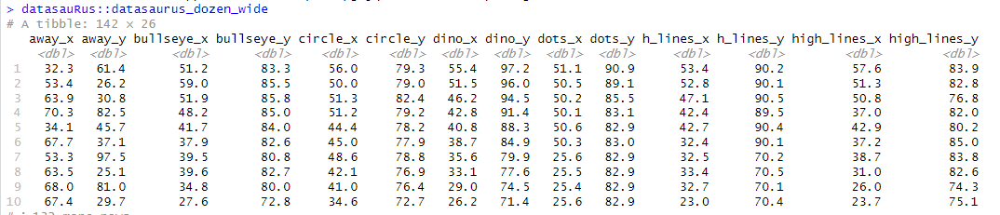 > datasauRus::datasaurus_dozen_wide
# A tibble: 142 × 26
away_x away_y bullseye_x bullseye_y circle_x circle_y dino_x dino_y dots_x dots_y h_lines_x h_lines_y high_lines_x high_lines_y
<dbl> <dbl> <dbl> <dbl> <dbl> <dbl> <dbl> <dbl> <dbl> <dbl> <dbl> <dbl> <dbl> <dbl>
1 32.3 61.4 51.2 83.3 56.0 79.3 55.4 97.2 51.1 90.9 53.4 90.2 57.6 83.9
2 53.4 26.2 59.0 85.5 50.0 79.0 51.5 96.0 50.5 89.1 52.8 90.1 51.3 82.8
3 63.9 30.8 51.9 85.8 51.3 82.4 46.2 94.5 50.2 85.5 47.1 90.5 50.8 76.8
4 70.3 82.5 48.2 85.0 51.2 79.2 42.8 91.4 50.1 83.1 42.4 89.5 37.0 82.0
5 34.1 45.7 41.7 84.0 44.4 78.2 40.8 88.3 50.6 82.9 42.7 90.4 42.9 80.2
6 67.7 37.1 37.9 82.6 45.0 77.9 38.7 84.9 50.3 83.0 32.4 90.1 37.2 85.0
7 53.3 97.5 39.5 80.8 48.6 78.8 35.6 79.9 25.6 82.9 32.5 70.2 38.7 83.8
8 63.5 25.1 39.6 82.7 42.1 76.9 33.1 77.6 25.5 82.9 33.4 70.5 31.0 82.6
9 68.0 81.0 34.8 80.0 41.0 76.4 29.0 74.5 25.4 82.9 32.7 70.1 26.0 74.3
10 67.4 29.7 27.6 72.8 34.6 72.7 26.2 71.4 25.6 82.9 23.0 70.4 23.7 75.1